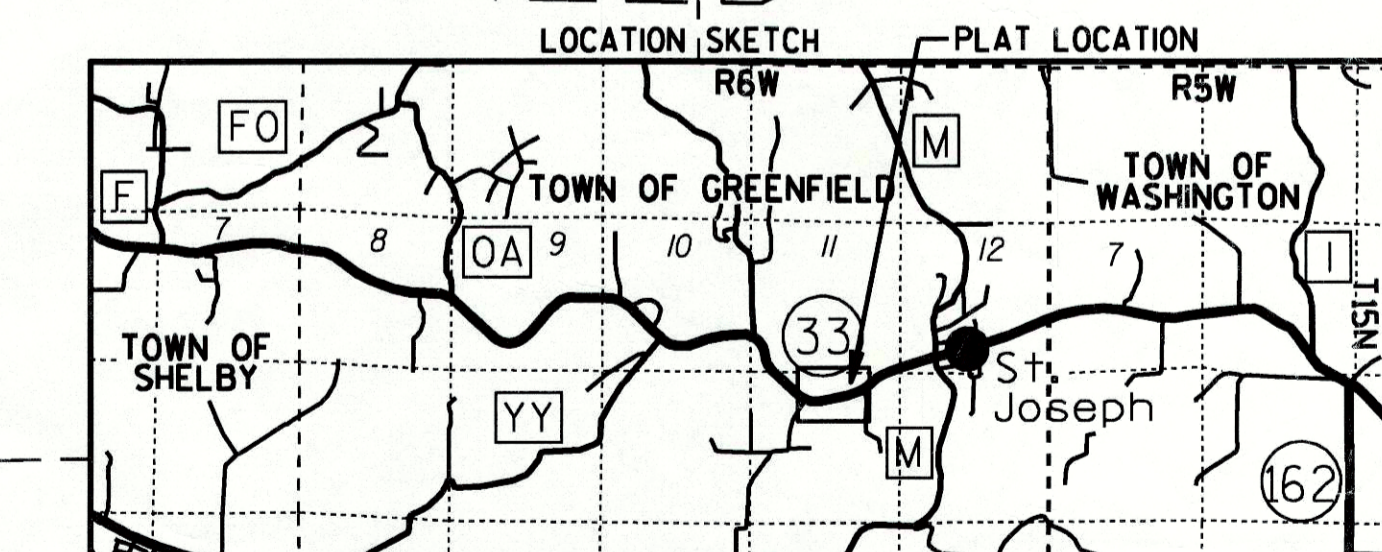 LOCATION SKETCH
PLAT LOCATION
R6W
R5W
FO
M
TOWN OF
WASHINGTON
F
TOWN OF GREENFIELD
7
8
OA
9
10
11
12
7
I
T15N
33
TOWN OF
SHELBY
St.
Joseph
YY
M
162